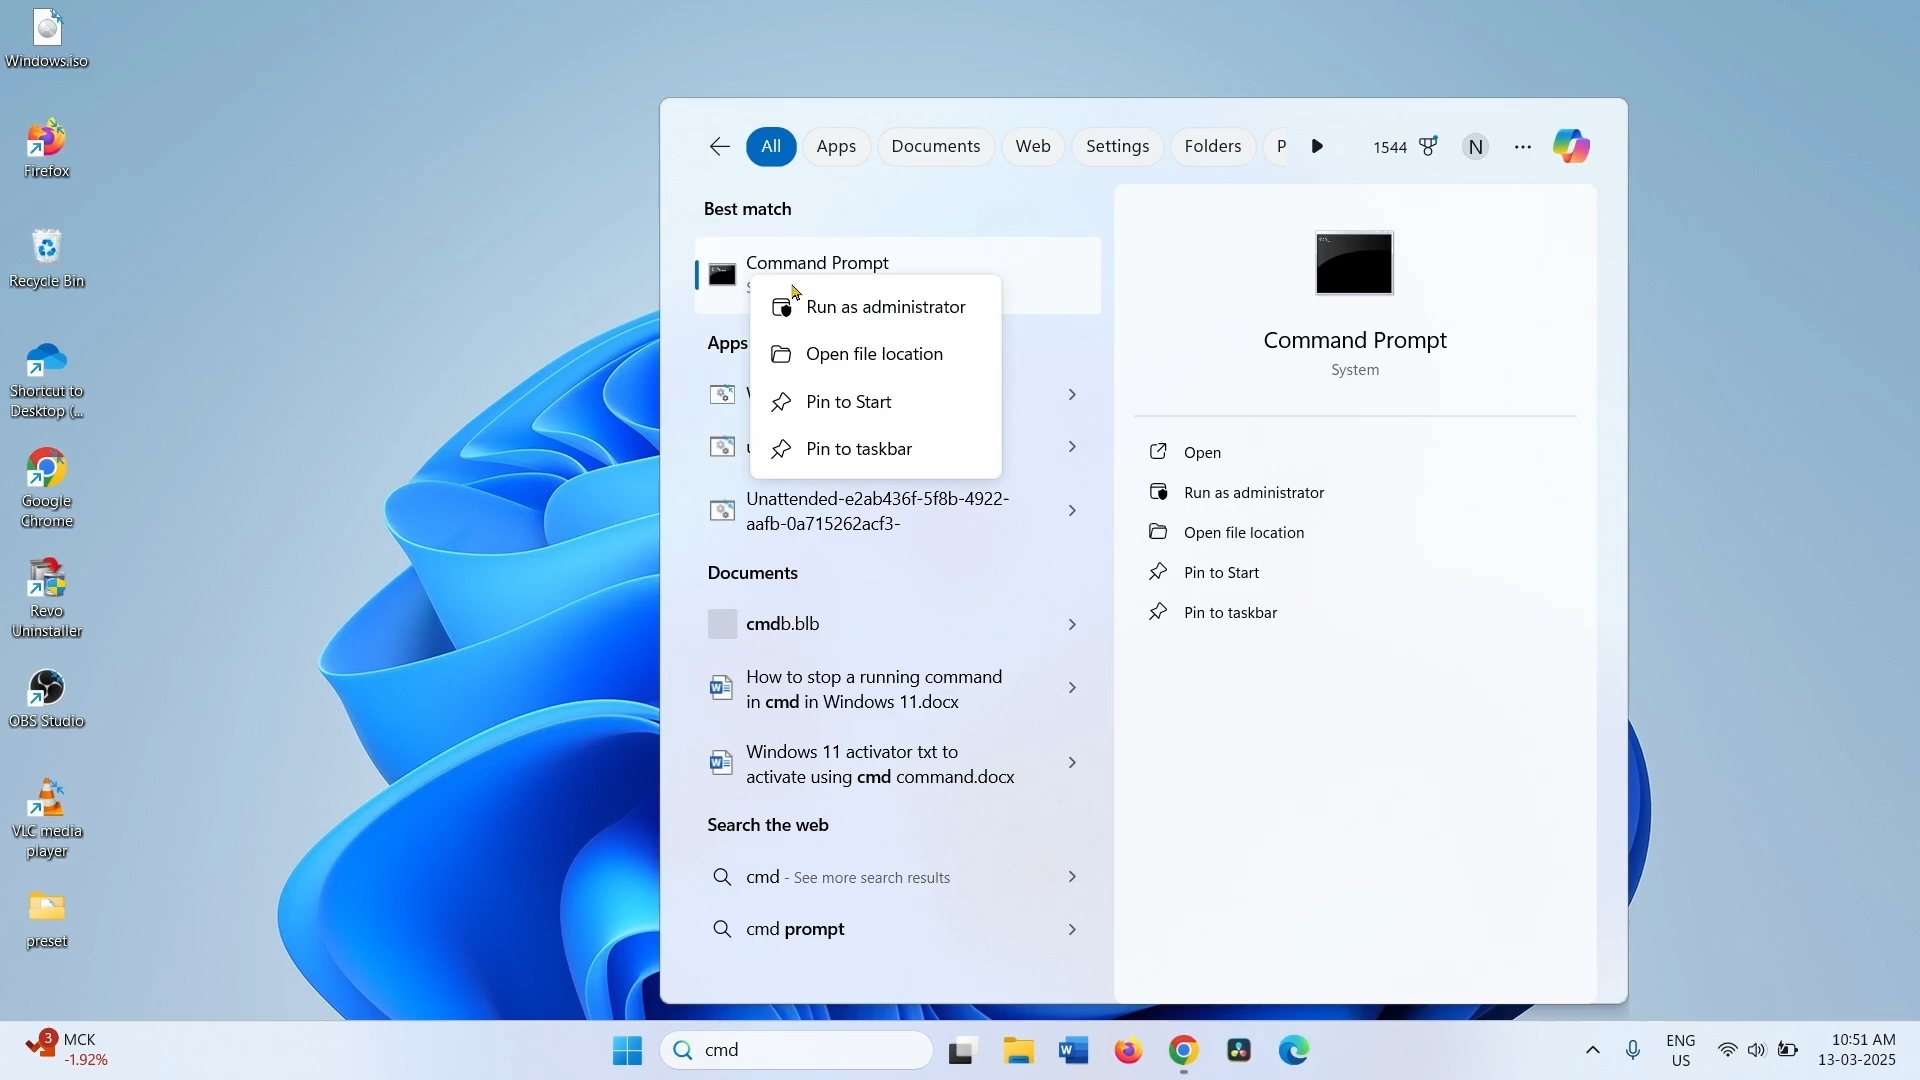 Windows.iso
Firefox
Recycle Bin
Shortcut to
Desktop (...
Google
Chrome
Revo
Uninstaller
OBS Studio
VLC media
player
preset
All
Apps
Documents
Web
Settings
Folders
P
1544
N
Best match
Command Prompt
Run as administrator
Open file location
Pin to Start
Pin to taskbar
Apps
Unattended-e2ab436f-5f8b-4922-
aafb-0a715262acf3-
Documents
cmdb.blb
How to stop a running command
in cmd in Windows 11.docx
Windows 11 activator txt to
activate using cmd command.docx
Search the web
cmd - See more search results
cmd prompt
Command Prompt
System
Open
Run as administrator
Open file location
Pin to Start
Pin to taskbar
3
MCK
-1.92%
cmd
ENG
US
10:51 AM
13-03-2025